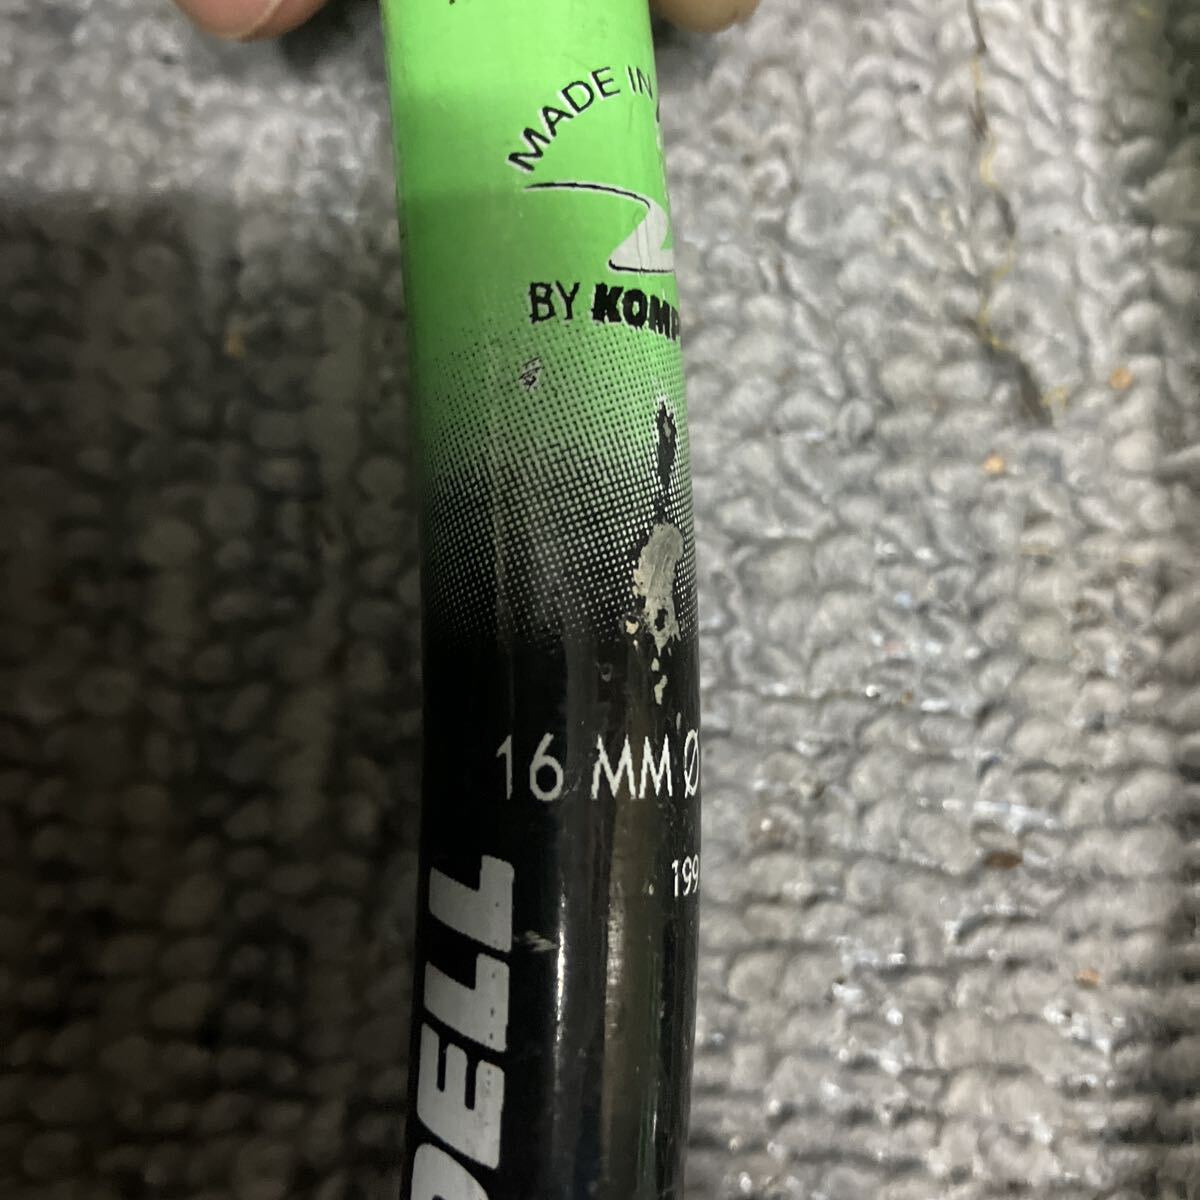 MADE IN
BY KOMP
16 MM Ø
199
DELL